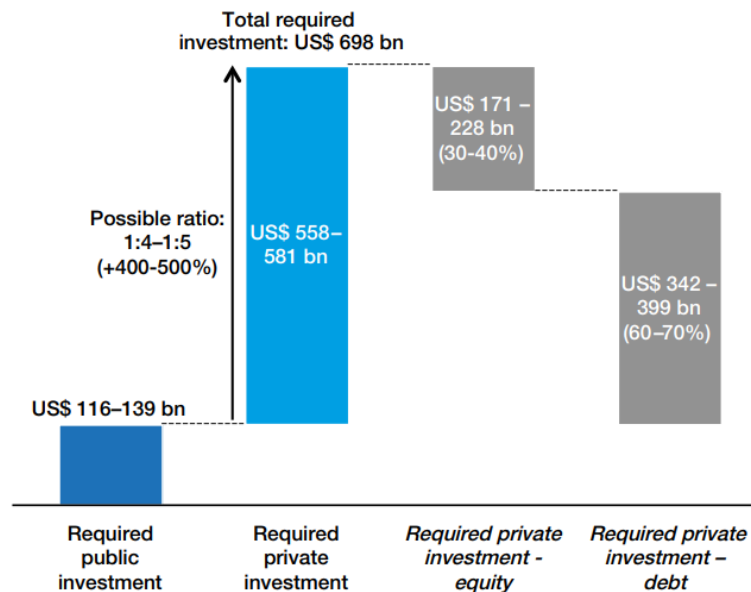 Total required
investment: US$ 698 bn
US$ 171 –
228 bn
(30-40%)
Possible ratio:
1:4–1:5
(+400-500%)
US$ 558–
581 bn
US$ 342 –
399 bn
(60–70%)
US$ 116–139 bn
Required
public
investment
Required
private
investment
Required private
investment -
equity
Required private
investment –
debt